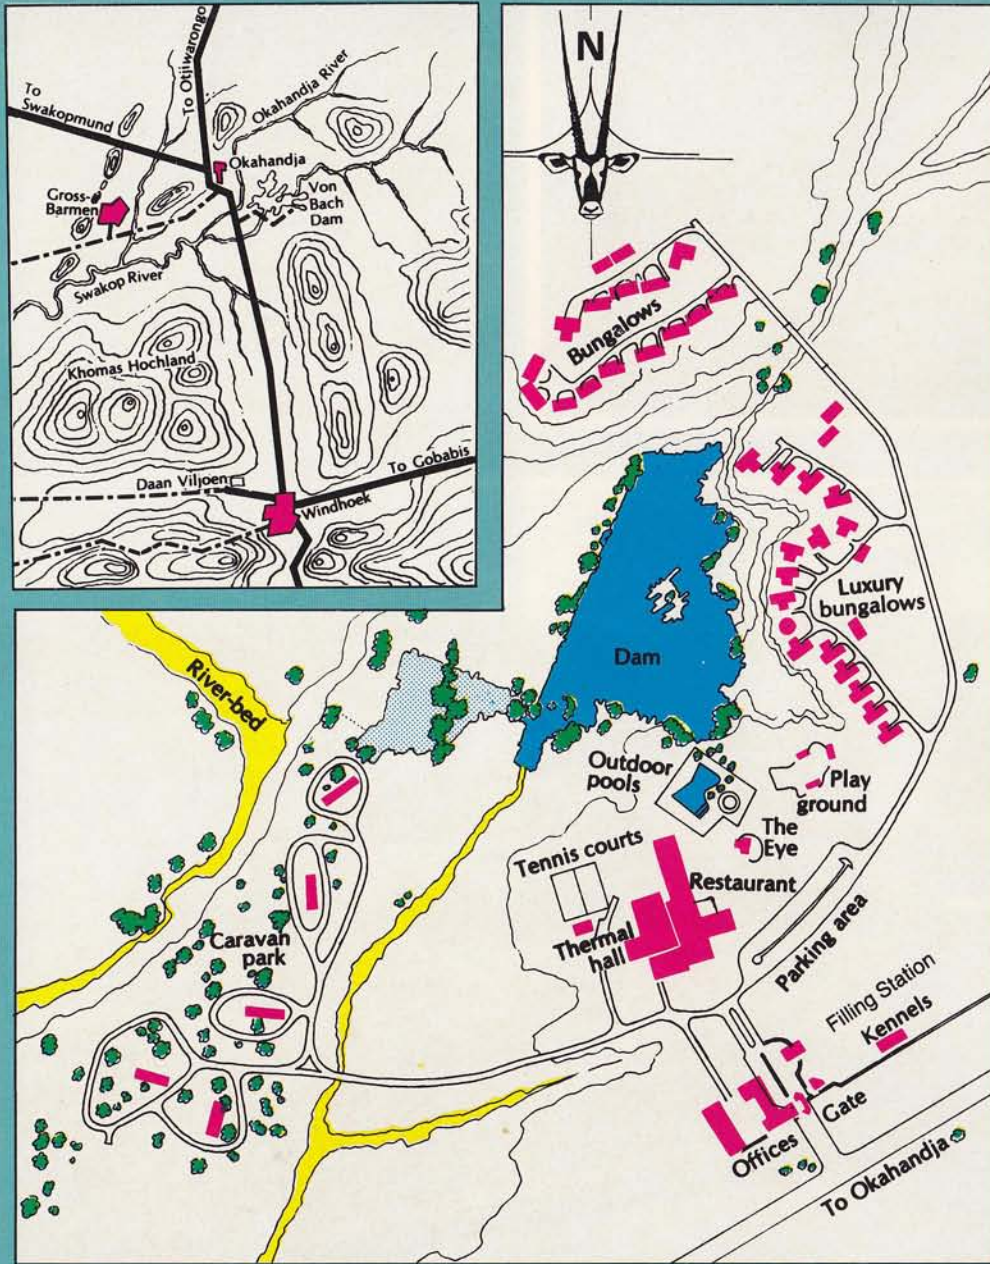 To
Swakopmund
To Otjiwarongo
Okahandja River
Okahandja
Gross-
Barmen
Von
Bach
Dam
Swakop River
Khomas Hochland
Daan Viljoen
To Gobabis
Windhoek
N
Bungalows
Luxury
bungalows
Dam
River-bed
Outdoor
pools
Play
ground
The
Eye
Tennis courts
Restaurant
Thermal
hall
Caravan
park
Parking area
Filling Station
Kennels
Gate
Offices
To Okahandja